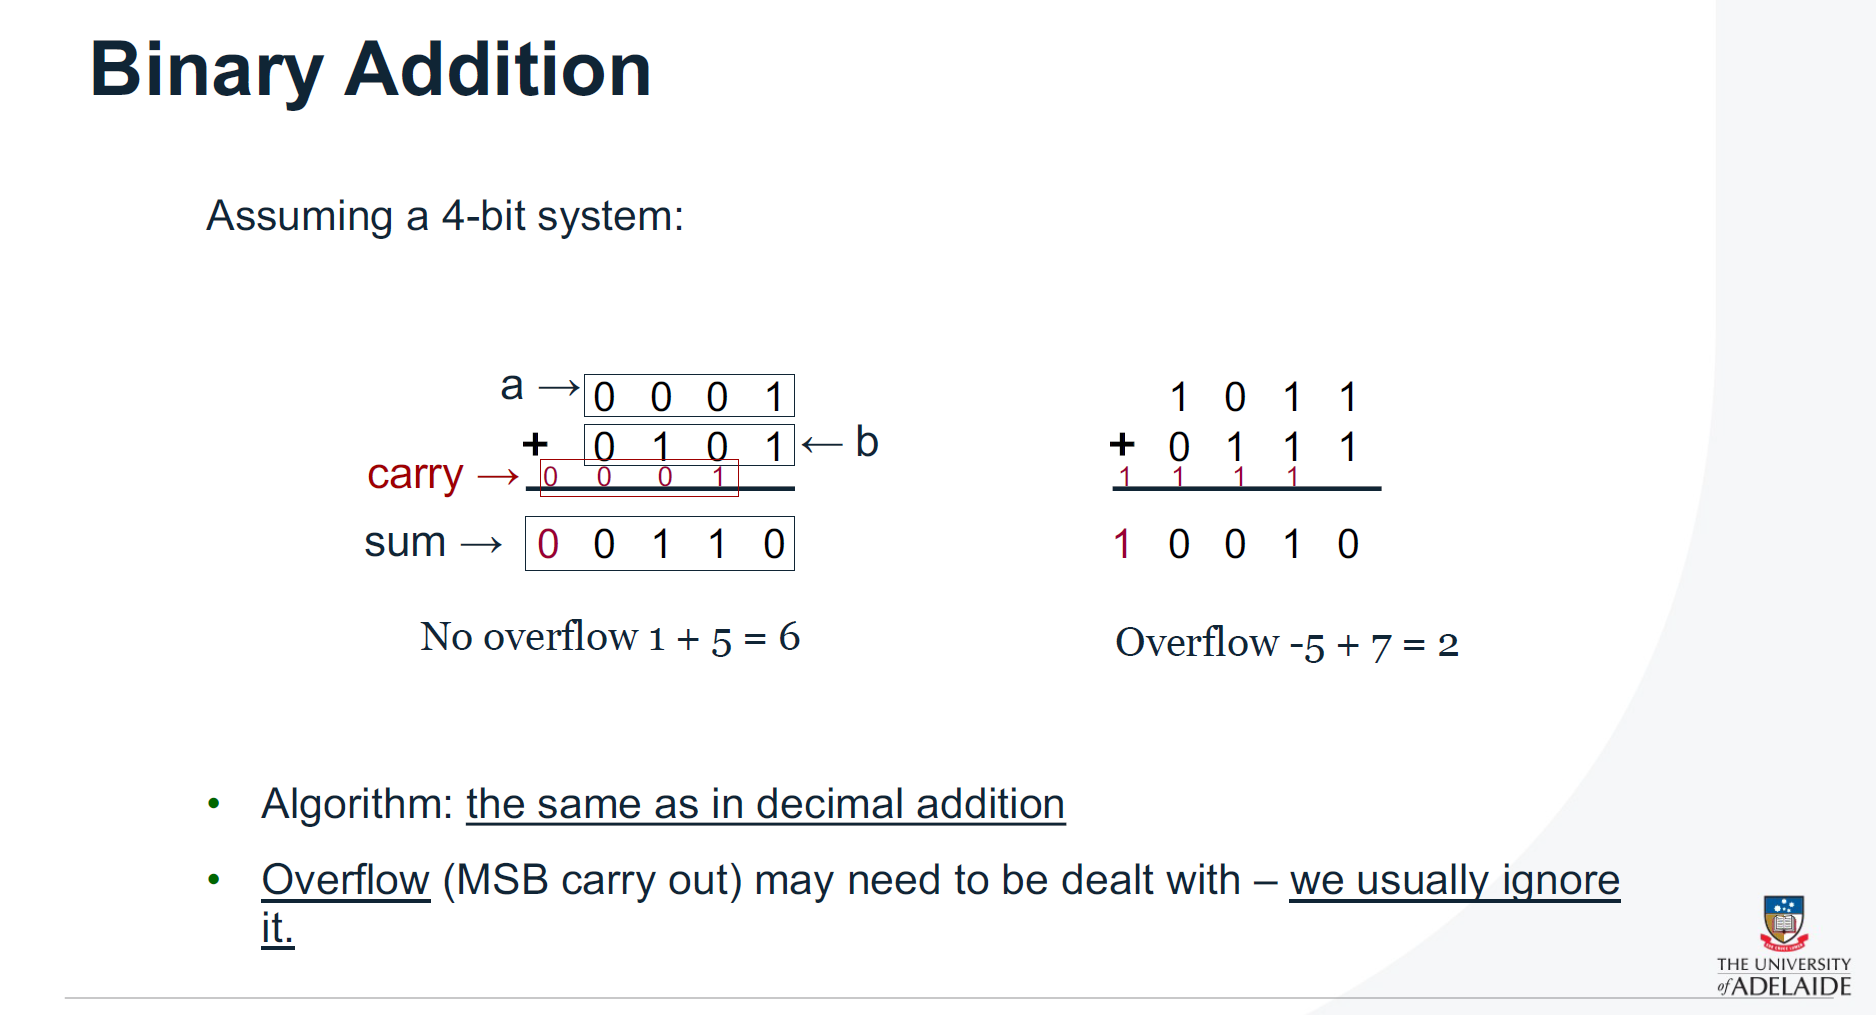 Binary Addition
Assuming a 4-bit system:
a → 0 0 0 1
+ 0 1 0 1 ← b
carry → 0 0 0 1
sum → 0 0 1 1 0
No overflow 1 + 5 = 6
1 0 1 1
+ 0 1 1 1
1 1 1 1
1 0 0 1 0
Overflow -5 + 7 = 2
• Algorithm: the same as in decimal addition
• Overflow (MSB carry out) may need to be dealt with – we usually ignore
it.
THE UNIVERSITY
of ADELAIDE